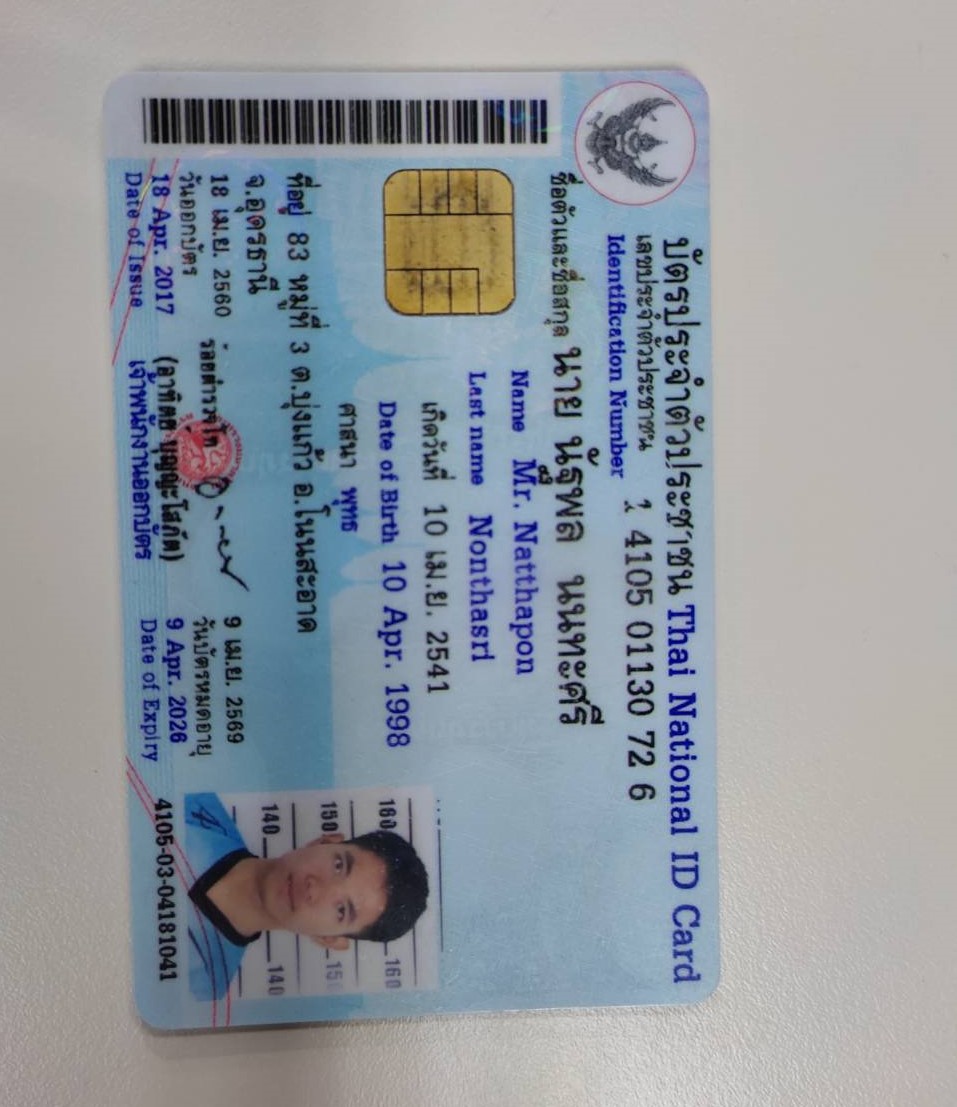 บัตรประจำตัวประชาชน Thai National ID Card
เลขประจำตัวประชาชน
Identification Number 1 4105 01130 72 6
ชื่อตัวและชื่อสกุล นาย นัฐพล นนทะศรี
Name Mr. Natthapon
Last name Nonthasri
เกิดวันที่ 10 เม.ย. 2541
Date of Birth 10 Apr. 1998
ศาสนา พุทธ
160 160
150 150
140 140
ที่อยู่ 83 หมู่ที่ 3 ต.บุ่งแก้ว อ.โนนสะอาด
จ.อุดรธานี
18 เม.ย. 2560
วันออกบัตร
18 Apr. 2017
Date of Issue
ร้อยตำรวจโท
(อาทิตย์ บุญญะโสภัต)
เจ้าพนักงานออกบัตร
9 เม.ย. 2569
วันบัตรหมดอายุ
9 Apr. 2026
Date of Expiry
4105-03-04181041